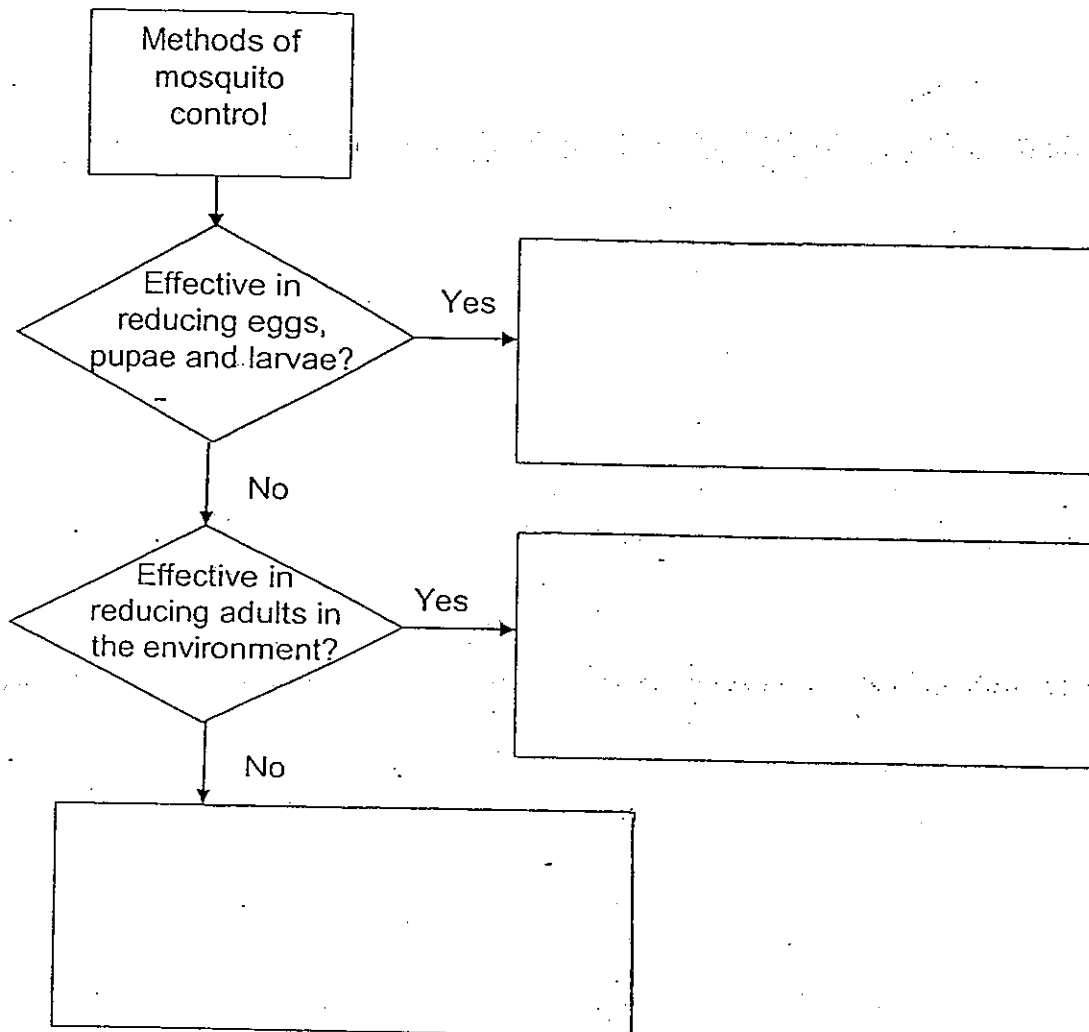 Methods of
mosquito
control
Effective in
reducing eggs,
pupae and larvae?
Yes
No
Effective in
reducing adults in
the environment?
Yes
No